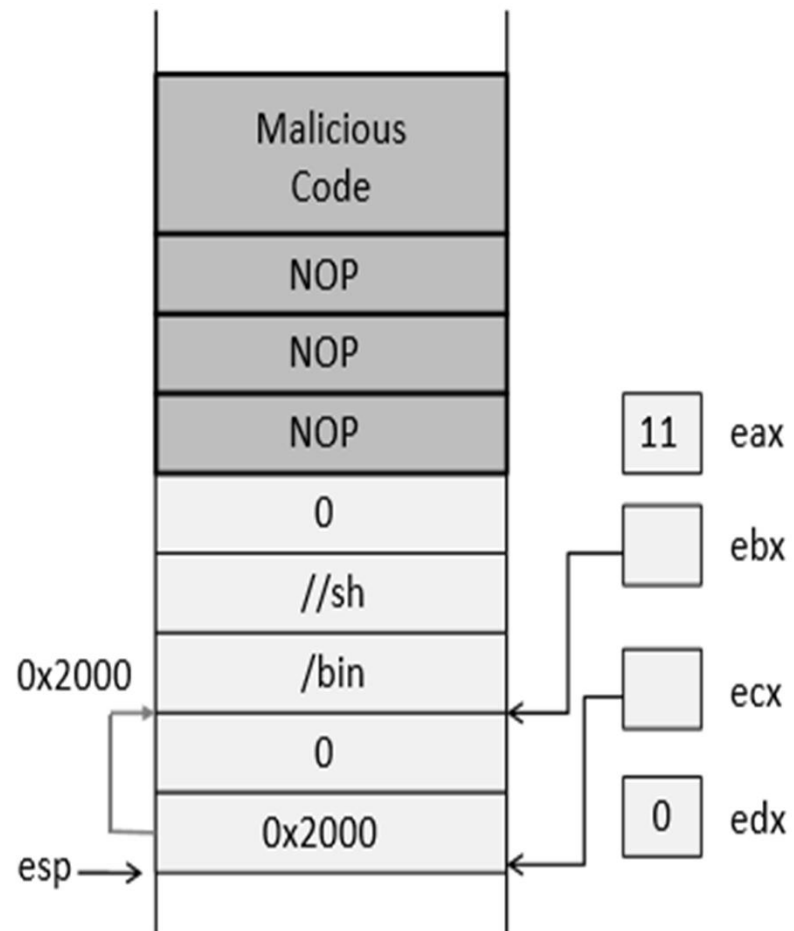 Malicious
Code
NOP
NOP
NOP
11 eax
0
ebx
//sh
0x2000
/bin
ecx
0
0x2000
0 edx
esp